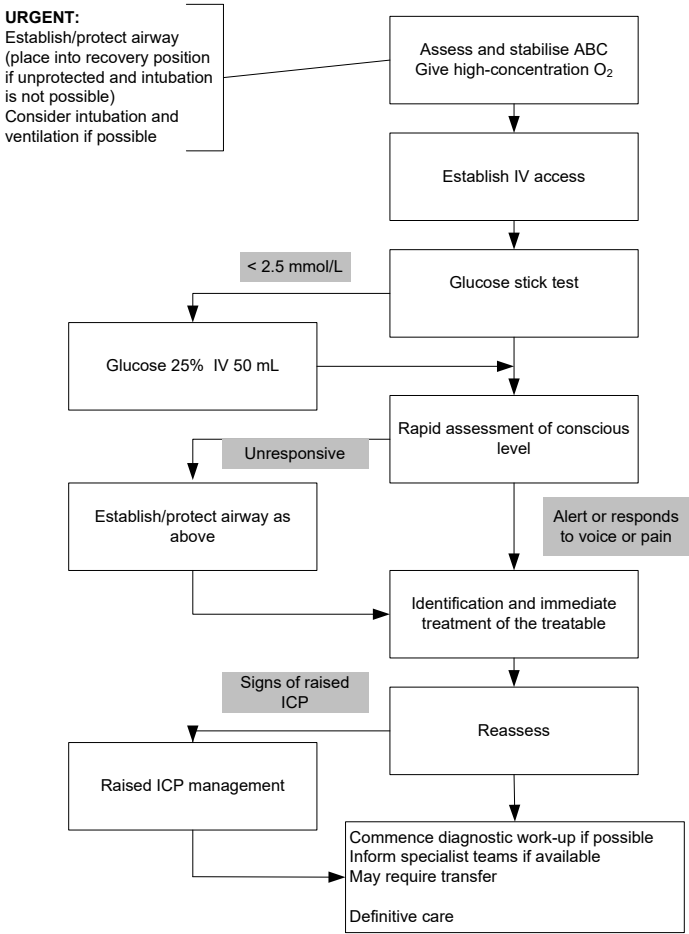 URGENT:
Establish/protect airway
(place into recovery position
if unprotected and intubation
is not possible)
Consider intubation and
ventilation if possible
Assess and stabilise ABC
Give high-concentration O₂
Establish IV access
< 2.5 mmol/L
Glucose stick test
Glucose 25%  IV 50 mL
Rapid assessment of conscious
level
Unresponsive
Establish/protect airway as
above
Alert or responds
to voice or pain
Identification and immediate
treatment of the treatable
Signs of raised
ICP
Reassess
Raised ICP management
Commence diagnostic work-up if possible
Inform specialist teams if available
May require transfer
Definitive care